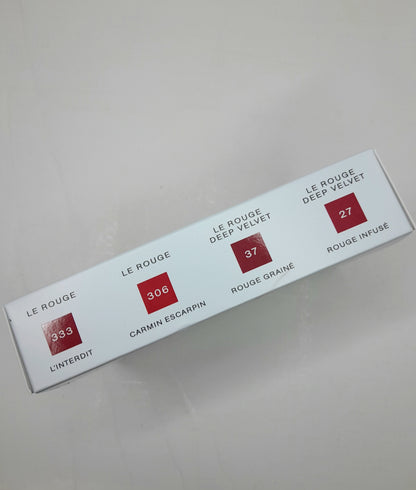 LE ROUGE
333
L'INTERDIT
LE ROUGE
306
CARMIN ESCARPIN
LE ROUGE
DEEP VELVET
37
ROUGE GRAINÉ
LE ROUGE
DEEP VELVET
27
ROUGE INFUSÉ